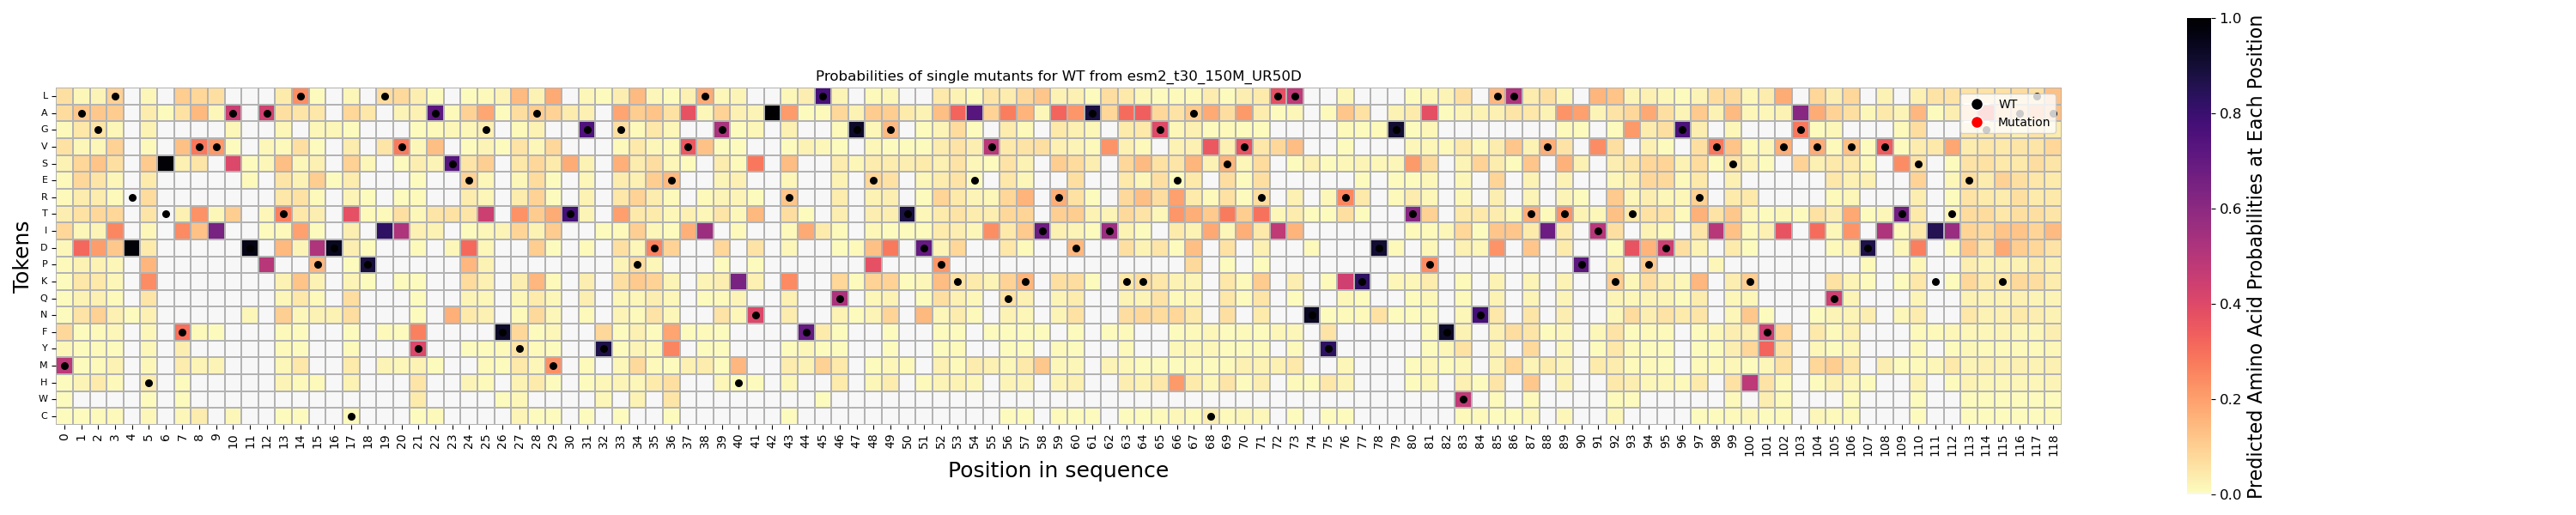 Probabilities of single mutants for WT from esm2_t30_150M_UR50D
Tokens
L
A
G
V
S
E
R
T
I
D
P
K
Q
N
F
Y
M
H
W
C
WT
Mutation
0 1 2 3 4 5 6 7 8 9 10 11 12 13 14 15 16 17 18 19 20 21 22 23 24 25 26 27 28 29 30 31 32 33 34 35 36 37 38 39 40 41 42 43 44 45 46 47 48 49 50 51 52 53 54 55 56 57 58 59 60 61 62 63 64 65 66 67 68 69 70 71 72 73 74 75 76 77 78 79 80 81 82 83 84 85 86 87 88 89 90 91 92 93 94 95 96 97 98 99 100 101 102 103 104 105 106 107 108 109 110 111 112 113 114 115 116 117 118
Position in sequence
1.0
0.8
0.6
0.4
0.2
0.0
Predicted Amino Acid Probabilities at Each Position